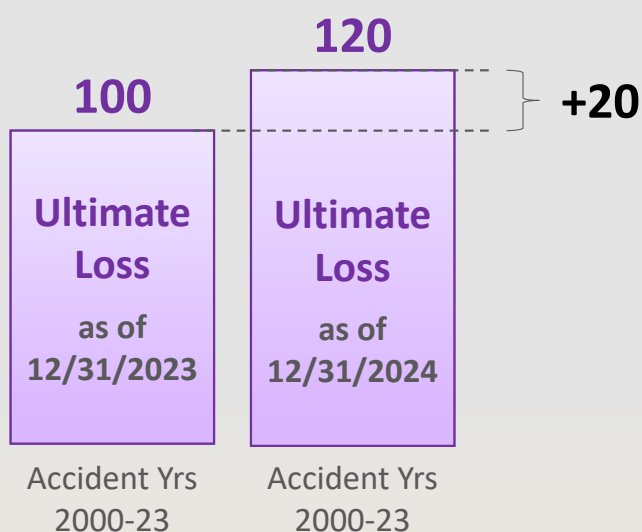 100
Ultimate
Loss
as of
12/31/2023
Accident Yrs
2000-23
120
Ultimate
Loss
as of
12/31/2024
Accident Yrs
2000-23
+20